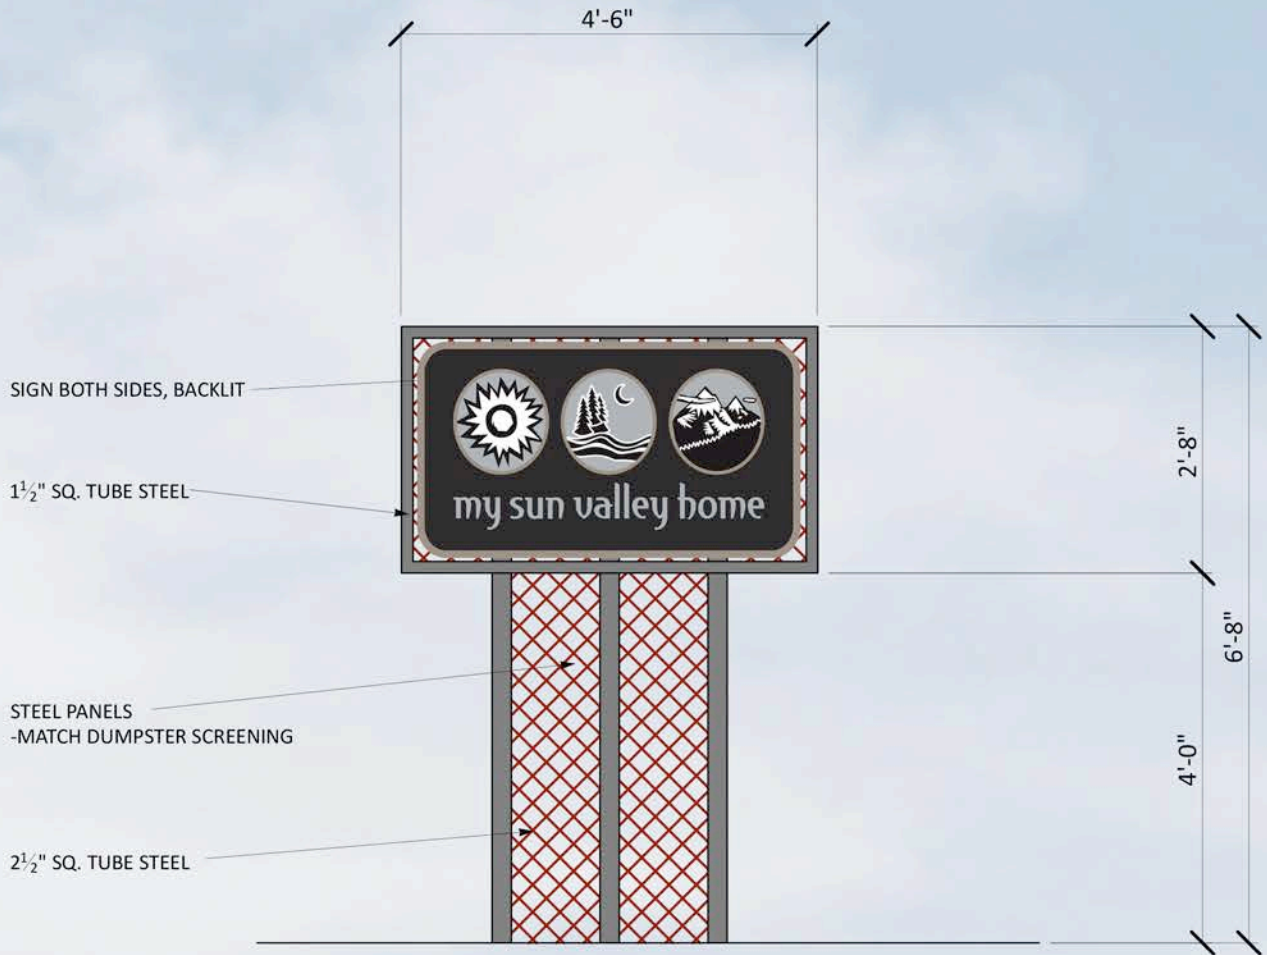 4'-6"
SIGN BOTH SIDES, BACKLIT
1½" SQ. TUBE STEEL
my sun valley home
2'-8"
6'-8"
STEEL PANELS
-MATCH DUMPSTER SCREENING
4'-0"
2½" SQ. TUBE STEEL